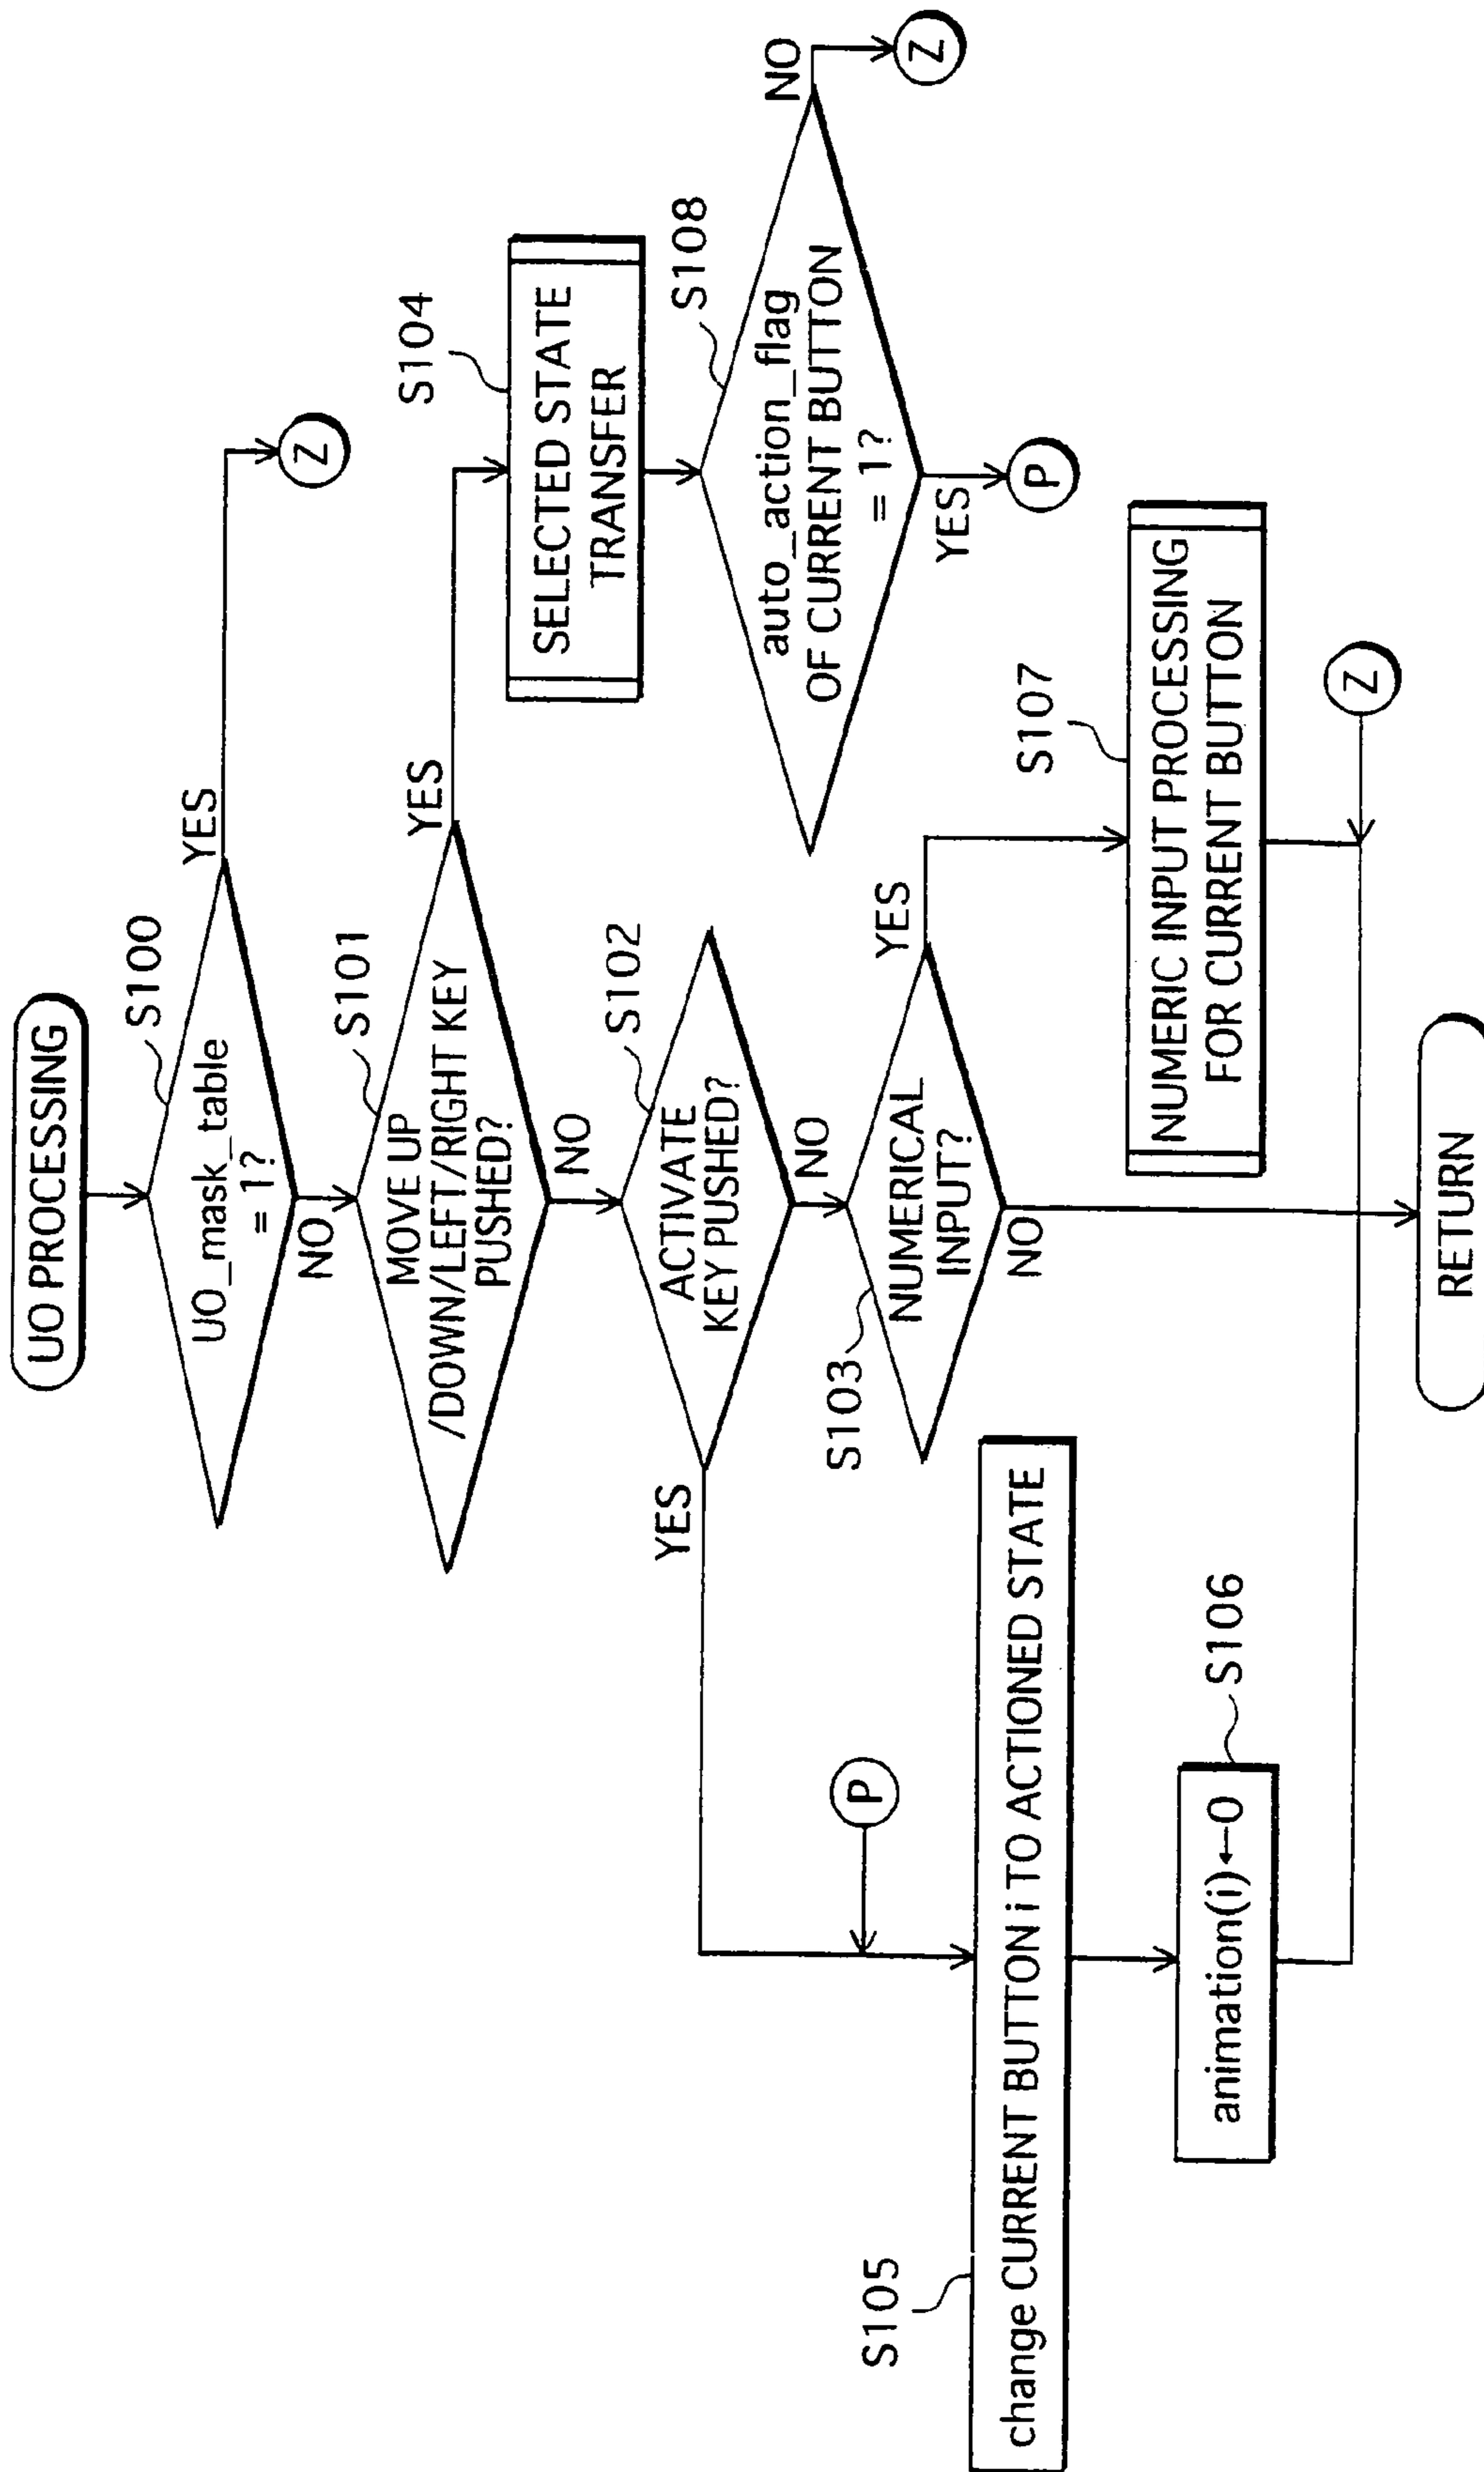 UO PROCESSING
S100
UO_mask_table
= 1?
YES
Z
NO
S101
MOVE UP
/DOWN/LEFT/RIGHT KEY
PUSHED?
YES
NO
S104
SELECTED STATE
TRANSFER
S102
ACTIVATE
KEY PUSHED?
YES
NO
S108
auto_action_flag
OF CURRENT BUTTON
= 1?
NO
Z
YES
P
S103
NUMERICAL
INPUT?
YES
NO
P
S105
change CURRENT BUTTON i TO ACTIONED STATE
S107
NUMERIC INPUT PROCESSING
FOR CURRENT BUTTON
S106
animation(i)←0
Z
RETURN